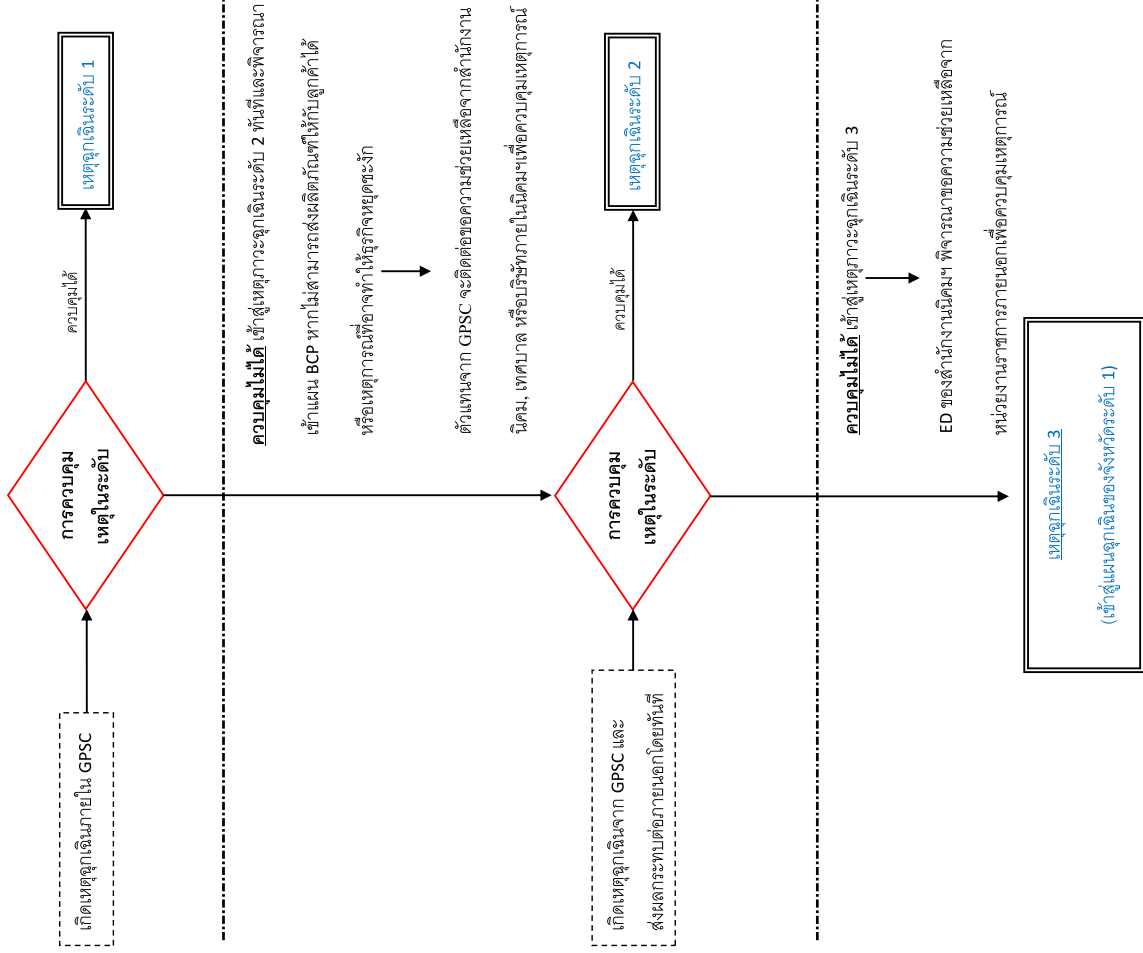 เกิดเหตุฉุกเฉินภายใน GPSC
การควบคุม
เหตุในระดับ
ควบคุมได้
เหตุฉุกเฉินระดับ 1
ควบคุมไม่ได้ เข้าสู่เหตุภาวะฉุกเฉินระดับ 2 ทันทีและพิจารณา
เข้าแผน BCP หากไม่สามารถส่งผลิตภัณฑ์ให้กับลูกค้าได้
หรือเหตุการณ์ที่อาจทำให้ธุรกิจหยุดชะงัก
ตัวแทนจาก GPSC จะติดต่อขอความช่วยเหลือจากสำนักงาน
นิคม, เทศบาล หรือบริษัทภายในนิคมฯเพื่อควบคุมเหตุการณ์
เกิดเหตุฉุกเฉินจาก GPSC และ
ส่งผลกระทบต่อภายนอกโดยทันที
การควบคุม
เหตุในระดับ
ควบคุมได้
เหตุฉุกเฉินระดับ 2
ควบคุมไม่ได้ เข้าสู่เหตุภาวะฉุกเฉินระดับ 3
ED ของสำนักงานนิคมฯ พิจารณาขอความช่วยเหลือจาก
หน่วยงานราชการภายนอกเพื่อควบคุมเหตุการณ์
เหตุฉุกเฉินระดับ 3
(เข้าสู่แผนฉุกเฉินของจังหวัดระดับ 1)